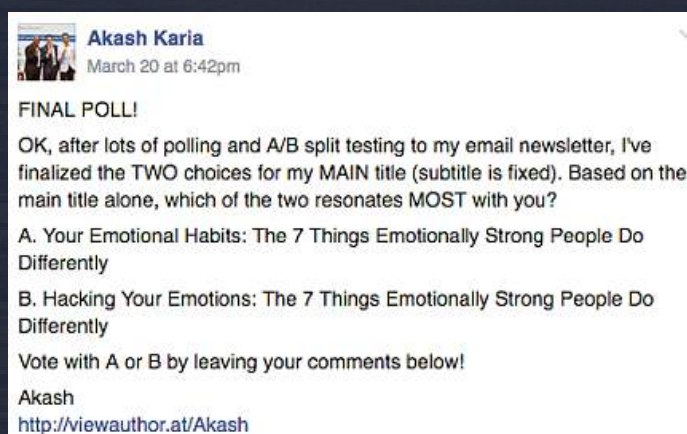 Akash Karia
March 20 at 6:42pm
FINAL POLL!
OK, after lots of polling and A/B split testing to my email newsletter, I've
finalized the TWO choices for my MAIN title (subtitle is fixed). Based on the
main title alone, which of the two resonates MOST with you?
A. Your Emotional Habits: The 7 Things Emotionally Strong People Do
Differently
B. Hacking Your Emotions: The 7 Things Emotionally Strong People Do
Differently
Vote with A or B by leaving your comments below!
Akash
http://viewauthor.at/Akash